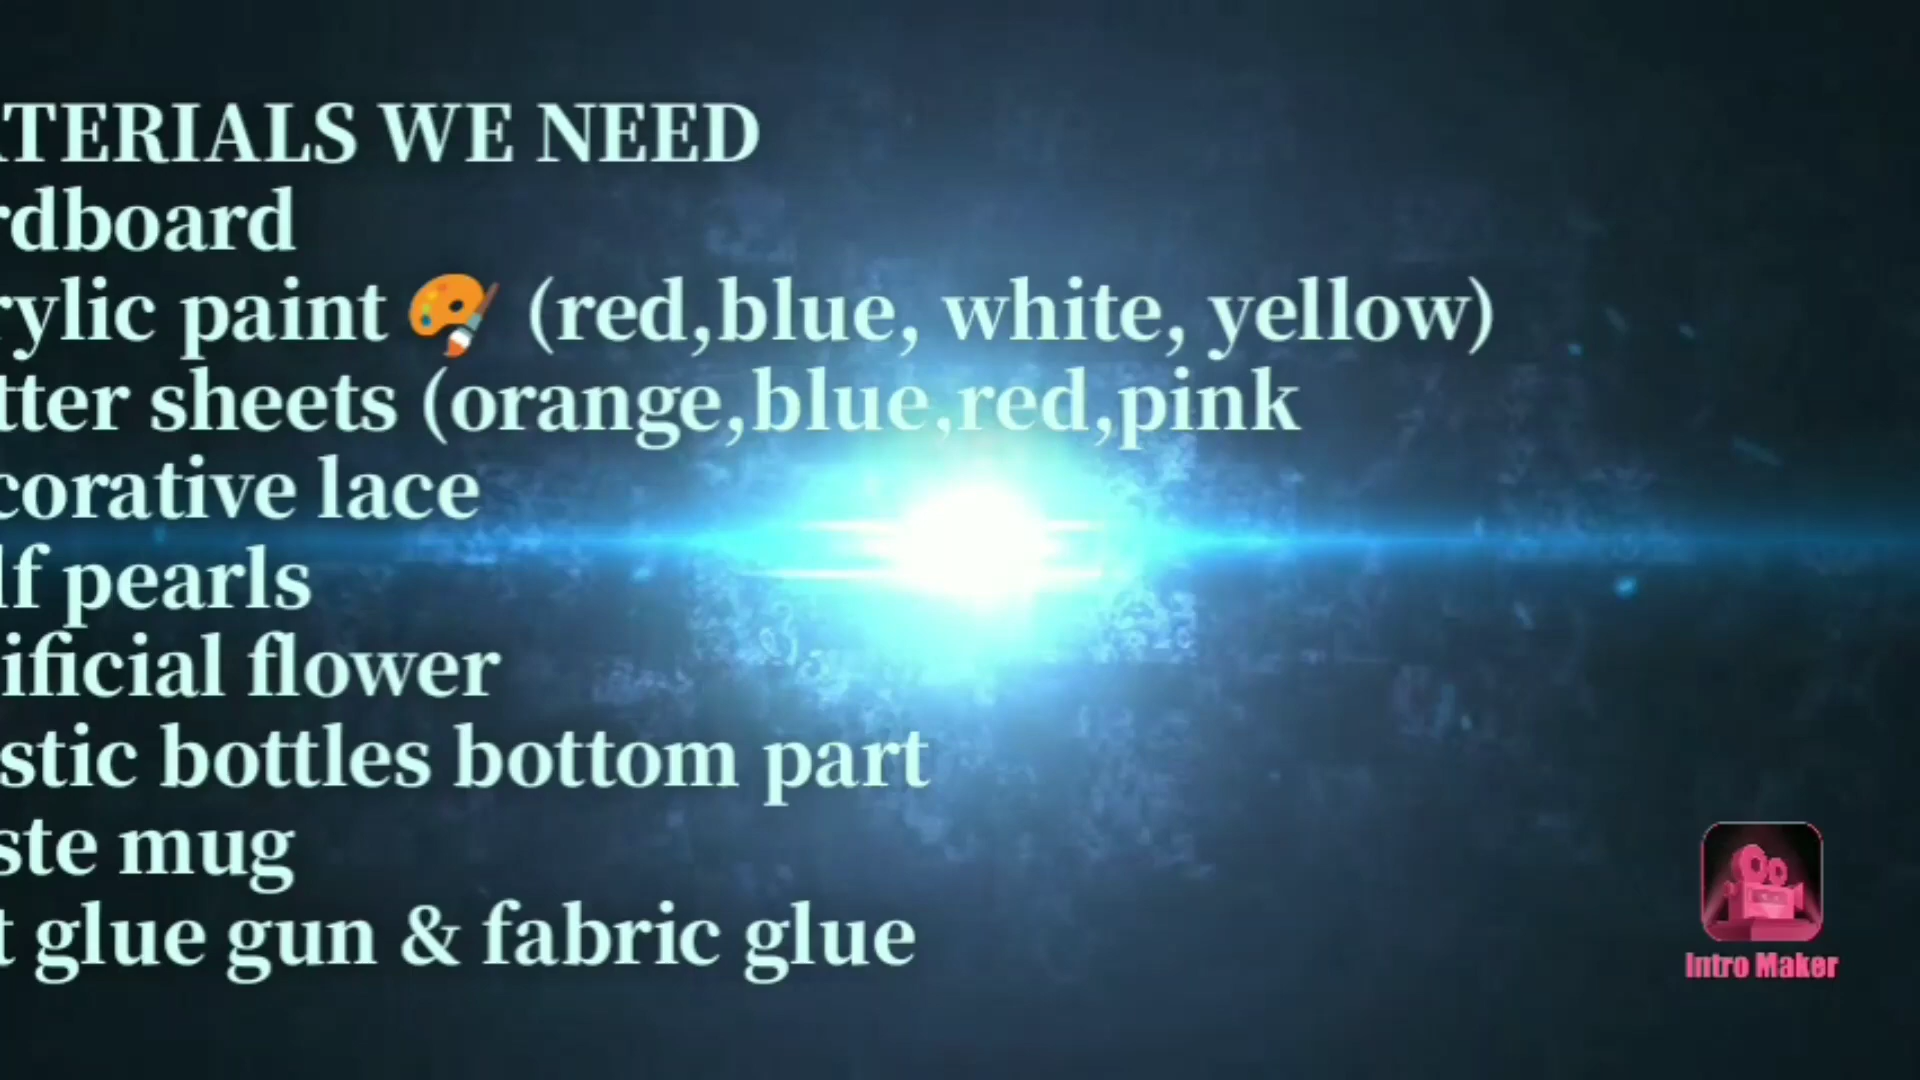 TERIALS WE NEED
rdboard
rylic paint 🎨 (red,blue, white, yellow)
tter sheets (orange,blue,red,pink
corative lace
lf pearls
ificial flower
stic bottles bottom part
ste mug
t glue gun & fabric glue
Intro Maker